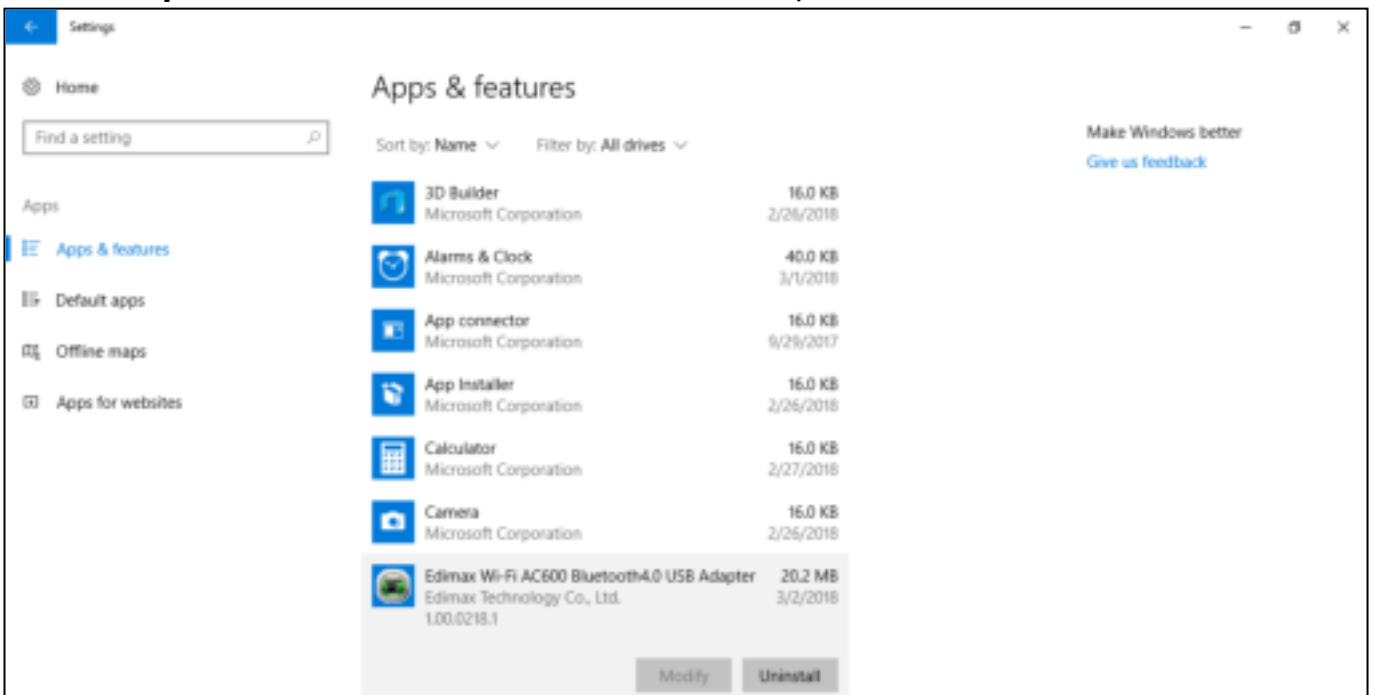 Settings
Home
Find a setting
Apps
Apps & features
Default apps
Offline maps
Apps for websites
Apps & features
Sort by: Name Filter by: All drives
3D Builder 16.0 KB
Microsoft Corporation 2/26/2018
Alarms & Clock 40.0 KB
Microsoft Corporation 3/1/2018
App connector 16.0 KB
Microsoft Corporation 9/29/2017
App Installer 16.0 KB
Microsoft Corporation 2/26/2018
Calculator 16.0 KB
Microsoft Corporation 2/27/2018
Camera 16.0 KB
Microsoft Corporation 2/26/2018
Edimax Wi-Fi AC600 Bluetooth4.0 USB Adapter 20.2 MB
Edimax Technology Co., Ltd. 3/2/2018
1.00.0218.1
Modify Uninstall
Make Windows better
Give us feedback